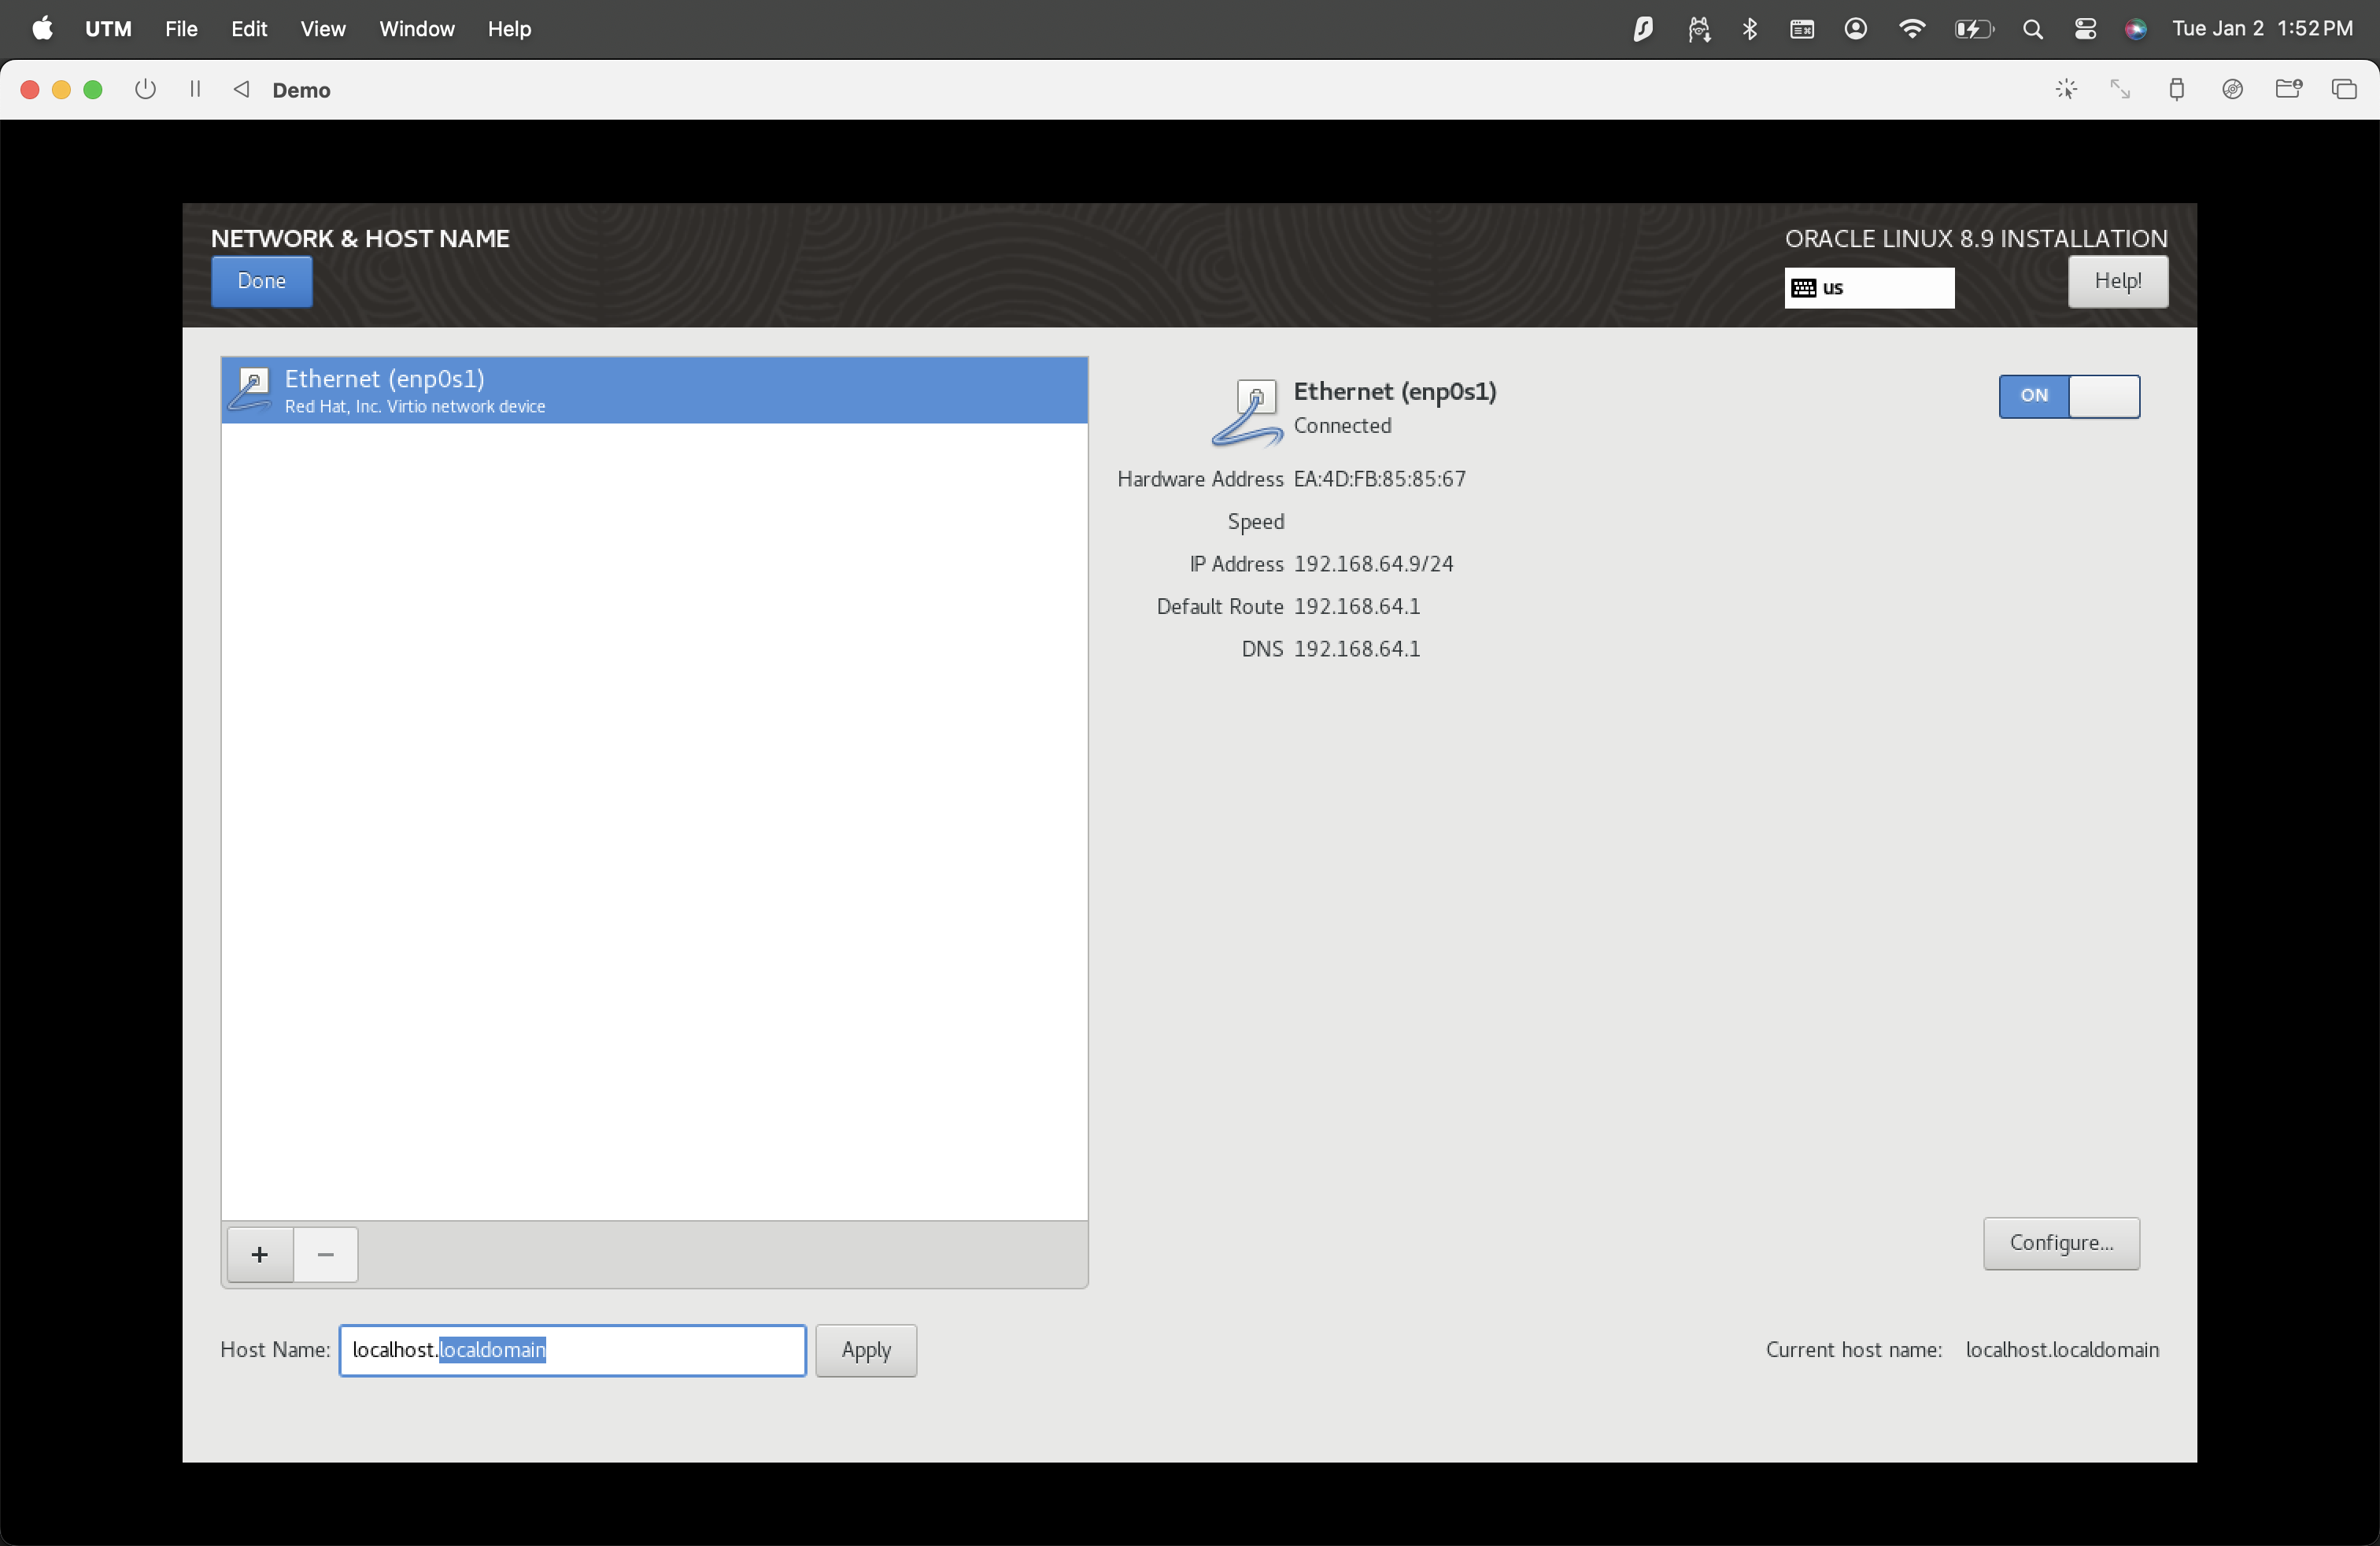 UTM File Edit View Window Help Tue Jan 2 1:52 PM
Demo
NETWORK & HOST NAME
ORACLE LINUX 8.9 INSTALLATION
Done
us
Help!
Ethernet (enp0s1)
Red Hat, Inc. Virtio network device
Ethernet (enp0s1)
Connected
ON
Hardware Address EA:4D:FB:85:85:67
Speed
IP Address 192.168.64.9/24
Default Route 192.168.64.1
DNS 192.168.64.1
+ −
Configure...
Host Name: localhost.localdomain Apply
Current host name: localhost.localdomain